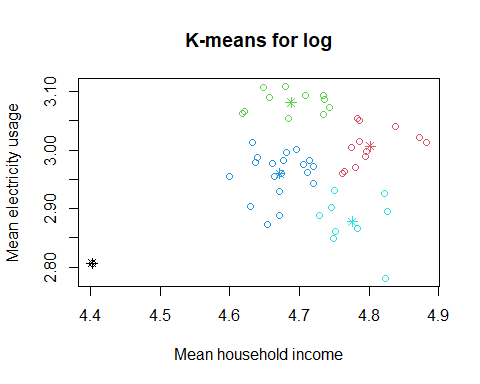 K-means for log
Mean electricity usage
3.10
3.00
2.90
2.80
4.4 4.5 4.6 4.7 4.8 4.9
Mean household income